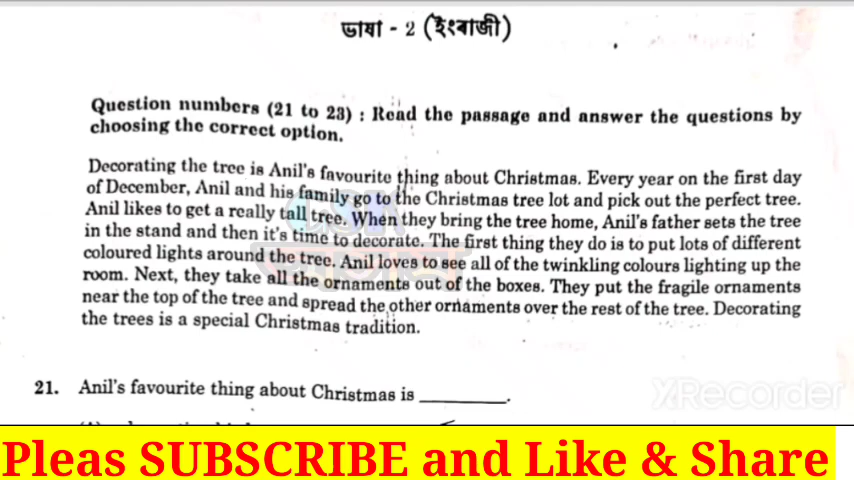 ভাষা - 2 (ইংৰাজী)
Question numbers (21 to 23) : Read the passage and answer the questions by
choosing the correct option.
Decorating the tree is Anil's favourite thing about Christmas. Every year on the first day
of December, Anil and his family go to the Christmas tree lot and pick out the perfect tree.
Anil likes to get a really tall tree. When they bring the tree home, Anil's father sets the tree
in the stand and then it's time to decorate. The first thing they do is to put lots of different
coloured lights around the tree. Anil loves to see all of the twinkling colours lighting up the
room. Next, they take all the ornaments out of the boxes. They put the fragile ornaments
near the top of the tree and spread the other ornaments over the rest of the tree. Decorating
the trees is a special Christmas tradition.
21. Anil's favourite thing about Christmas is ________.
XRecorder
Pleas SUBSCRIBE and Like & Share